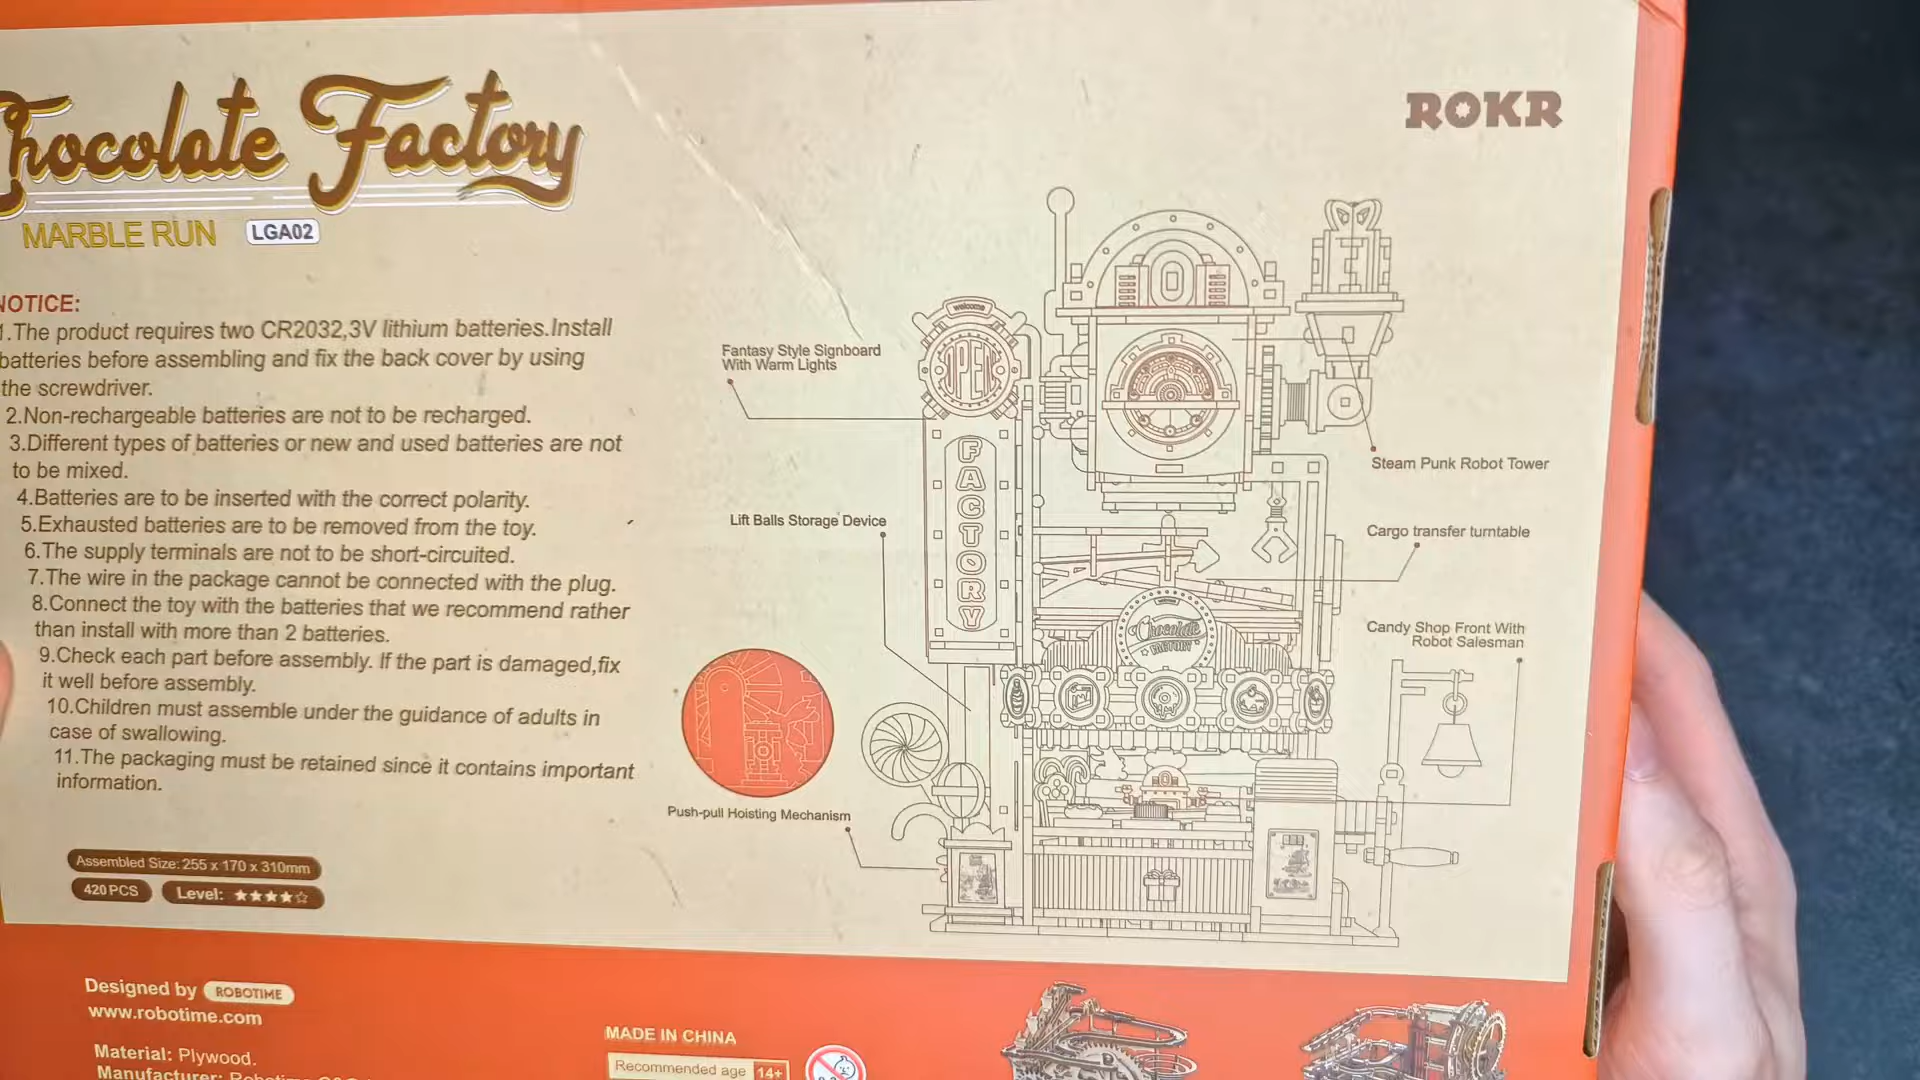 Chocolate Factory
ROKR
MARBLE RUN LGA02
NOTICE:
1.The product requires two CR2032,3V lithium batteries.Install
batteries before assembling and fix the back cover by using
the screwdriver.
2.Non-rechargeable batteries are not to be recharged.
3.Different types of batteries or new and used batteries are not
to be mixed.
4.Batteries are to be inserted with the correct polarity.
5.Exhausted batteries are to be removed from the toy.
6.The supply terminals are not to be short-circuited.
7.The wire in the package cannot be connected with the plug.
8.Connect the toy with the batteries that we recommend rather
than install with more than 2 batteries.
9.Check each part before assembly. If the part is damaged,fix
it well before assembly.
10.Children must assemble under the guidance of adults in
case of swallowing.
11.The packaging must be retained since it contains important
information.
Assembled Size: 255 x 170 x 310mm
420 PCS Level: ★★★★☆
Fantasy Style Signboard
With Warm Lights
Lift Balls Storage Device
Push-pull Hoisting Mechanism
welcome
OPEN
FACTORY
Chocolate
FACTORY
Steam Punk Robot Tower
Cargo transfer turntable
Candy Shop Front With
Robot Salesman
Designed by ROBOTIME
www.robotime.com
Material: Plywood.
Manufacturer: Robotime
MADE IN CHINA
Recommended age 14+